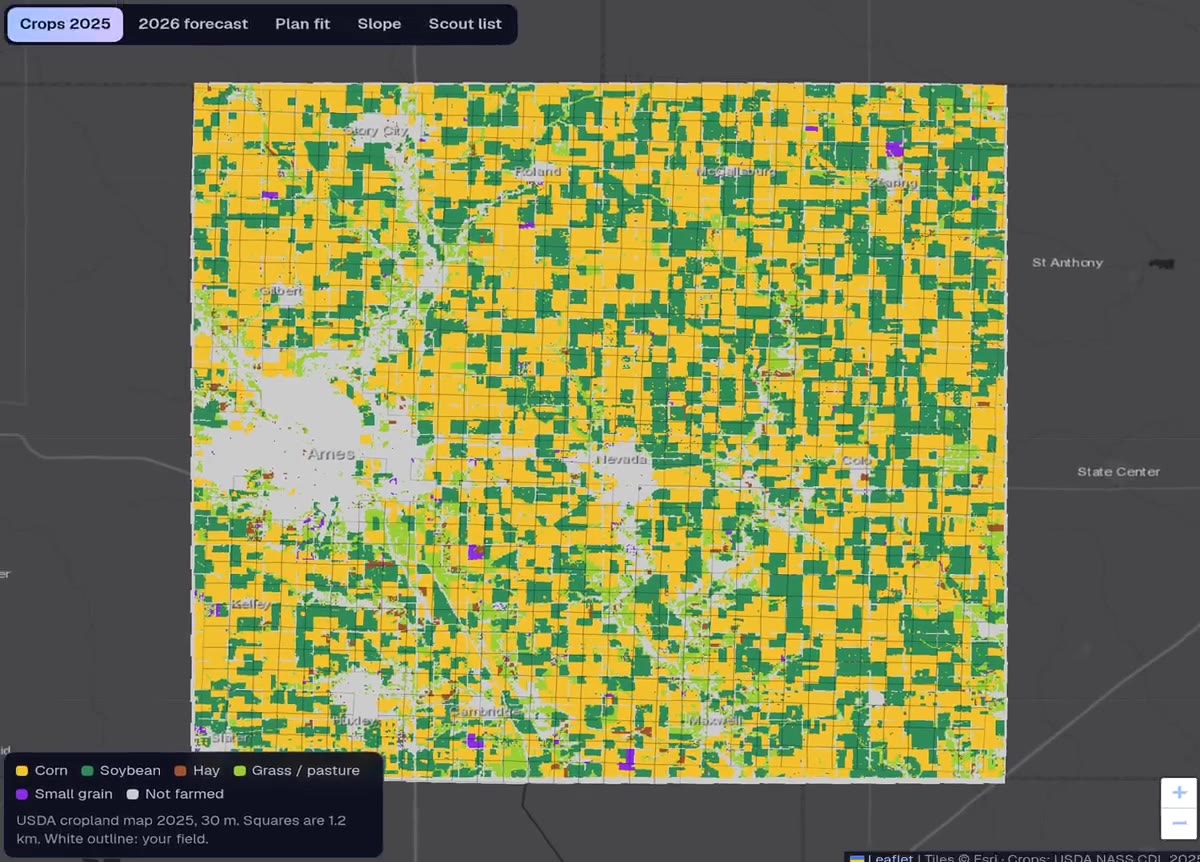 Crops 2025 2026 forecast Plan fit Slope Scout list
Story City
Roland McCallsburg
Zearing
St Anthony
Gilbert
Ames Nevada Colo
State Center
Kelley
Huxley Cambridge Maxwell
Slater
Corn Soybean Hay Grass / pasture
Small grain Not farmed
USDA cropland map 2025, 30 m. Squares are 1.2
km. White outline: your field.
+
−
Leaflet | Tiles © Esri · Crops: USDA NASS CDL 202